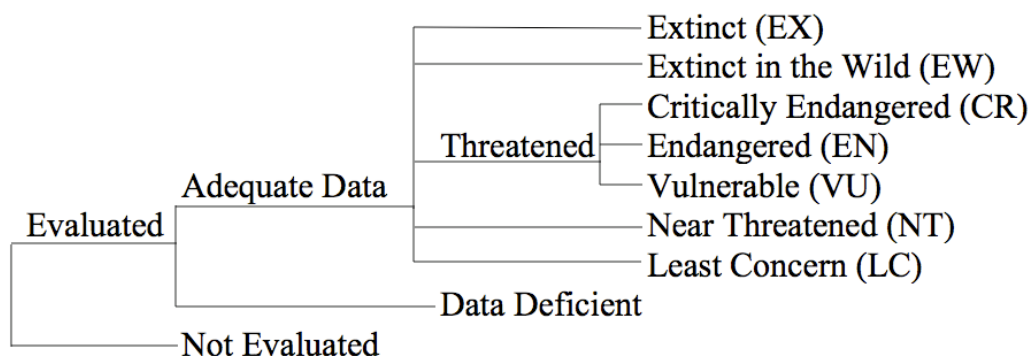 Extinct (EX)
Extinct in the Wild (EW)
Critically Endangered (CR)
Threatened
Endangered (EN)
Vulnerable (VU)
Adequate Data
Evaluated
Near Threatened (NT)
Least Concern (LC)
Data Deficient
Not Evaluated